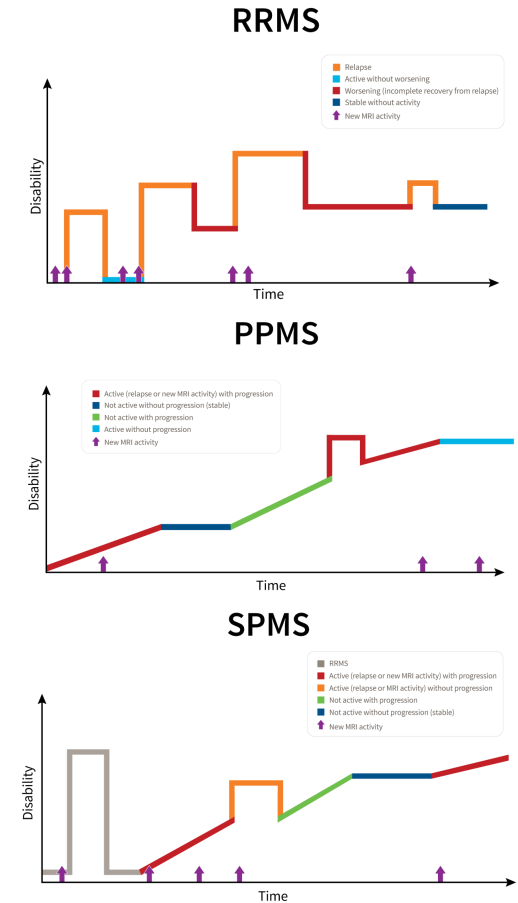 RRMS
Relapse
Active without worsening
Worsening (incomplete recovery from relapse)
Stable without activity
New MRI activity
Disability
Time
PPMS
Active (relapse or new MRI activity) with progression
Not active without progression (stable)
Not active with progression
Active without progression
New MRI activity
Disability
Time
SPMS
RRMS
Active (relapse or new MRI activity) with progression
Active (relapse or MRI activity) without progression
Not active with progression
Not active without progression (stable)
New MRI activity
Disability
Time